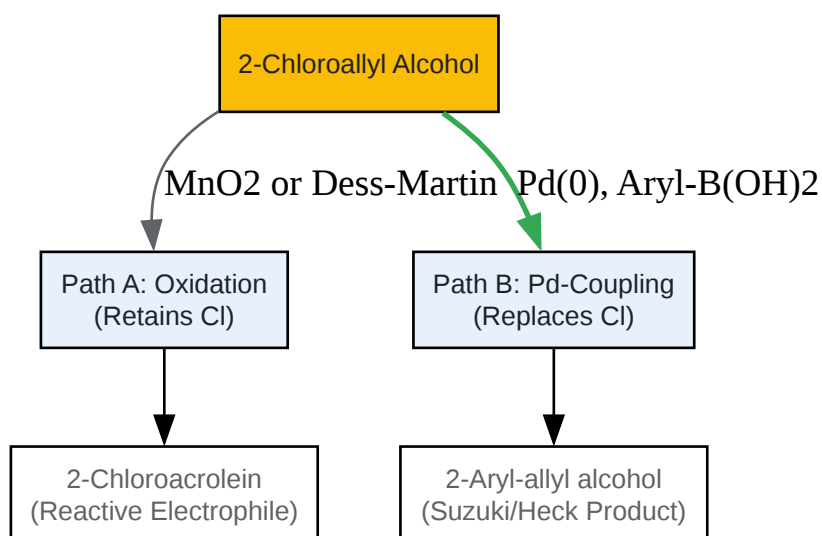 2-Chloroallyl Alcohol
MnO2 or Dess-Martin
Pd(0), Aryl-B(OH)2
Path A: Oxidation
(Retains Cl)
Path B: Pd-Coupling
(Replaces Cl)
2-Chloroacrolein
(Reactive Electrophile)
2-Aryl-allyl alcohol
(Suzuki/Heck Product)